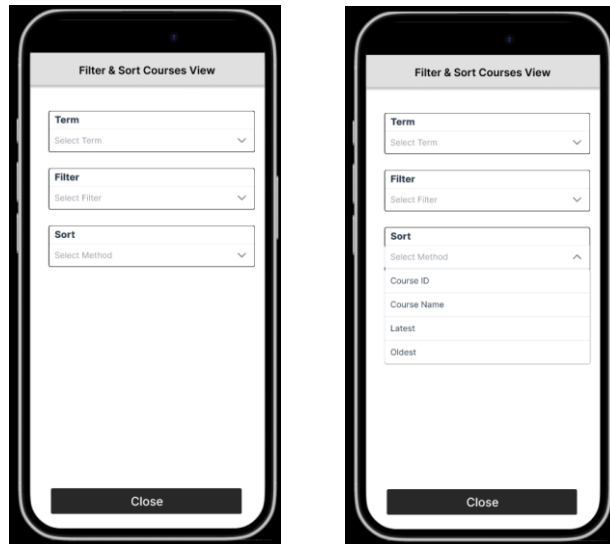 Filter & Sort Courses View
Term
Select Term
Filter
Select Filter
Sort
Select Method
Close
Filter & Sort Courses View
Term
Select Term
Filter
Select Filter
Sort
Select Method
Course ID
Course Name
Latest
Oldest
Close